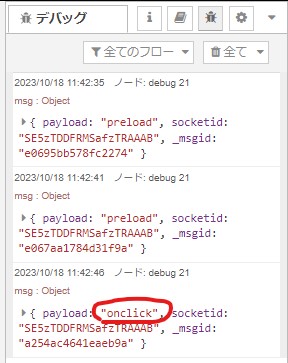 デバッグ
全てのフロー
全て
2023/10/18 11:42:35 ノード: debug 21
msg : Object
{ payload: "preload", socketid:
"SE5zTDDFRMSafzTRAAAB", _msgid:
"e0695bb578fc2274" }
2023/10/18 11:42:41 ノード: debug 21
msg : Object
{ payload: "preload", socketid:
"SE5zTDDFRMSafzTRAAAB", _msgid:
"e067aa1784d31f9a" }
2023/10/18 11:42:46 ノード: debug 21
msg : Object
{ payload: "onclick", socketid:
"SE5zTDDFRMSafzTRAAAB", _msgid:
"a254ac4641eaeb9a" }